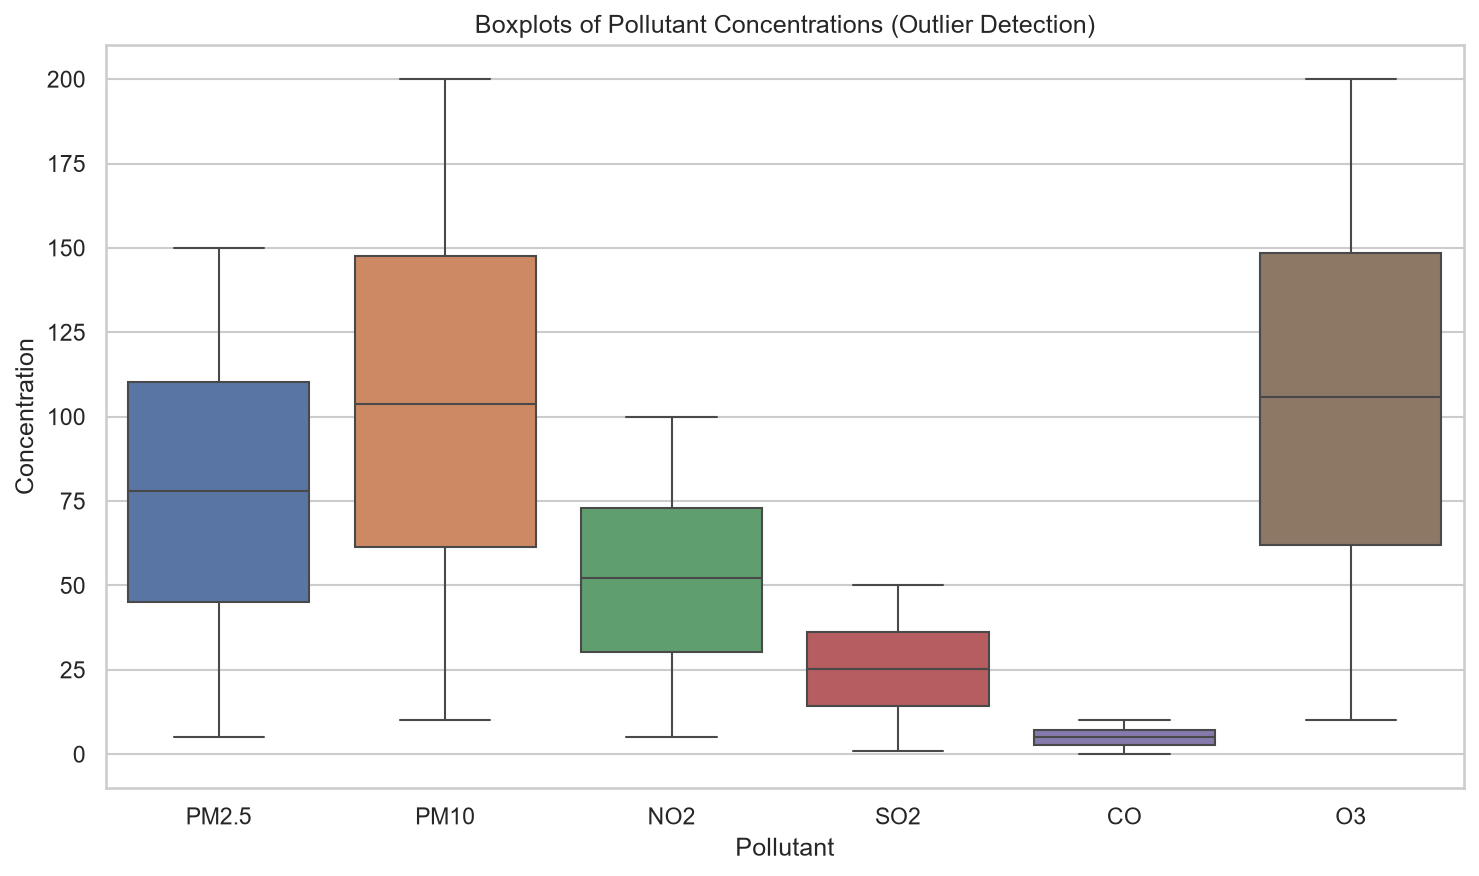 Boxplots of Pollutant Concentrations (Outlier Detection)
Concentration
200
175
150
125
100
75
50
25
0
PM2.5 PM10 NO2 SO2 CO O3
Pollutant